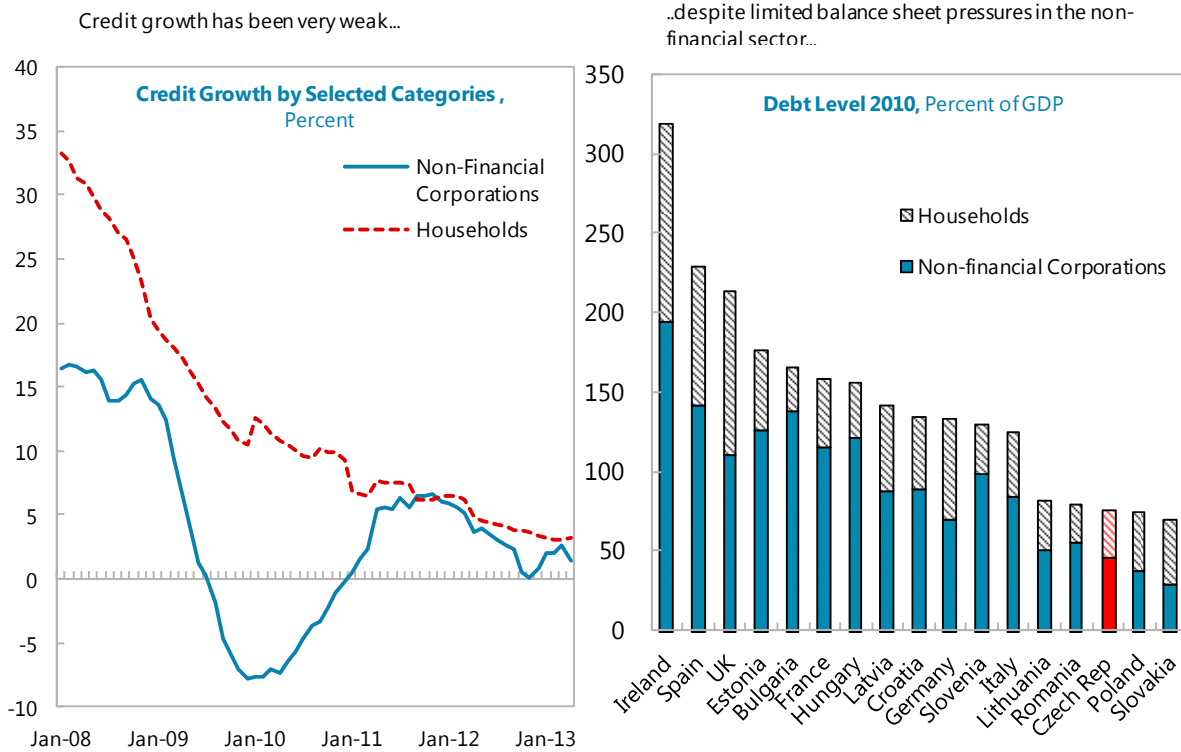 Credit growth has been very weak...
40
35
30
25
20
15
10
5
0
-5
-10
Credit Growth by Selected Categories ,
Percent
Non-Financial
Corporations
Households
Jan-08 Jan-09 Jan-10 Jan-11 Jan-12 Jan-13
..despite limited balance sheet pressures in the non-
financial sector...
350
300
250
200
150
100
50
0
Debt Level 2010, Percent of GDP
Households
Non-financial Corporations
Ireland
Spain
UK
Estonia
Bulgaria
France
Hungary
Latvia
Croatia
Germany
Slovenia
Italy
Lithuania
Romania
Czech Rep
Poland
Slovakia